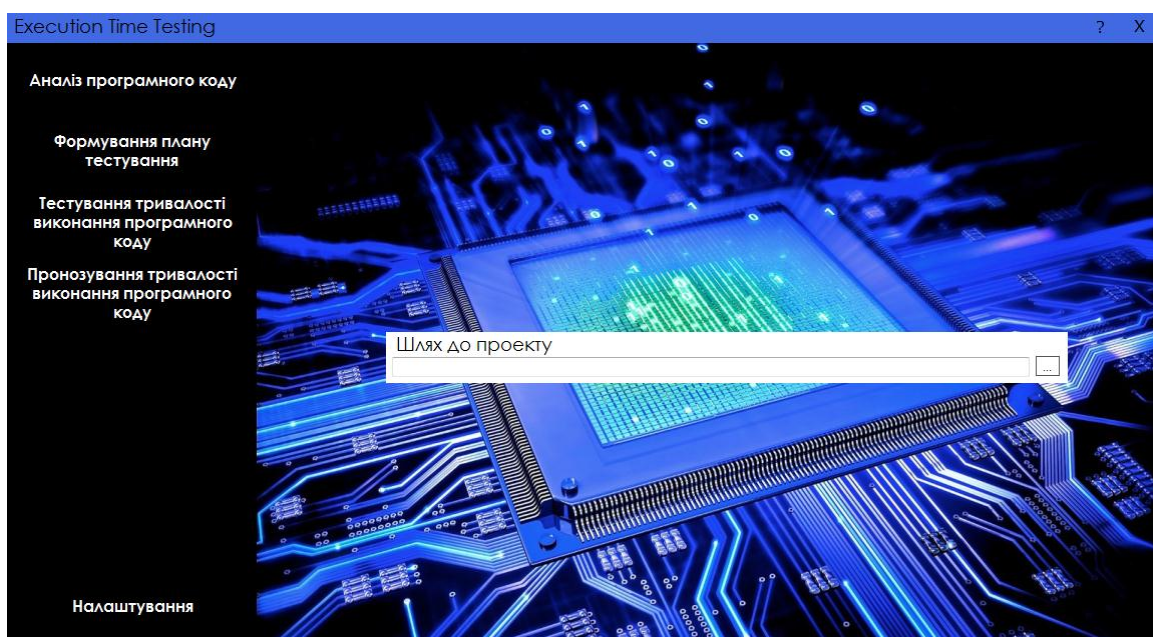 Execution Time Testing
? X
Аналіз програмного коду
Формування плану
тестування
Тестування тривалості
виконання програмного
коду
Пронозування тривалості
виконання програмного
коду
Шлях до проекту
...
Налаштування